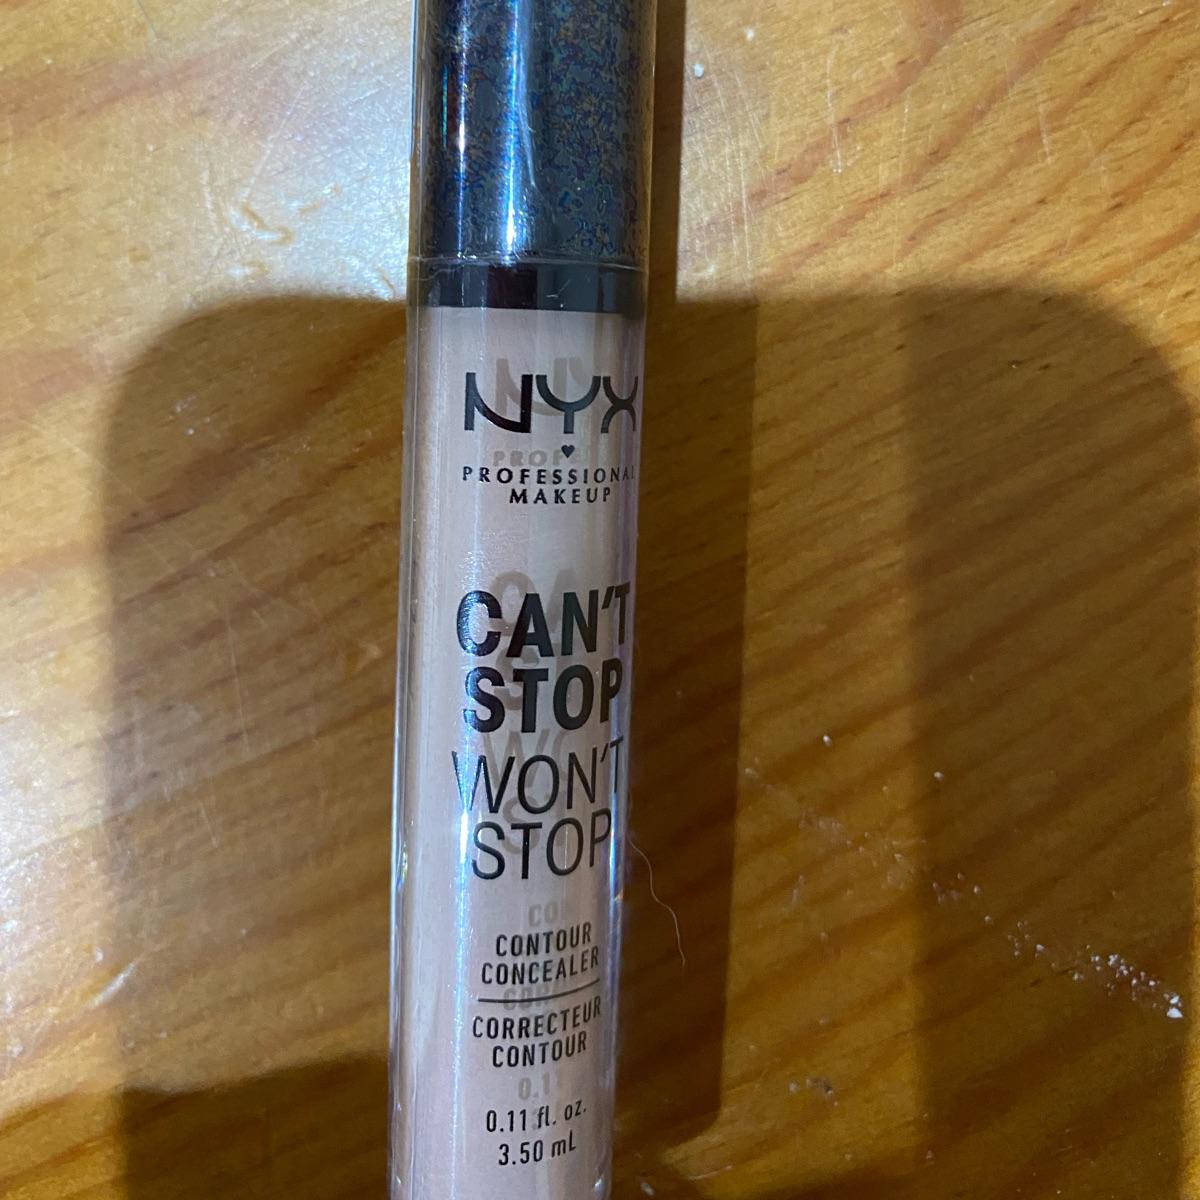 NYX
PROFESSIONAL
MAKEUP
CAN'T
STOP
WON'T
STOP
CONTOUR
CONCEALER
CORRECTEUR
CONTOUR
0.11 fl. oz.
3.50 mL